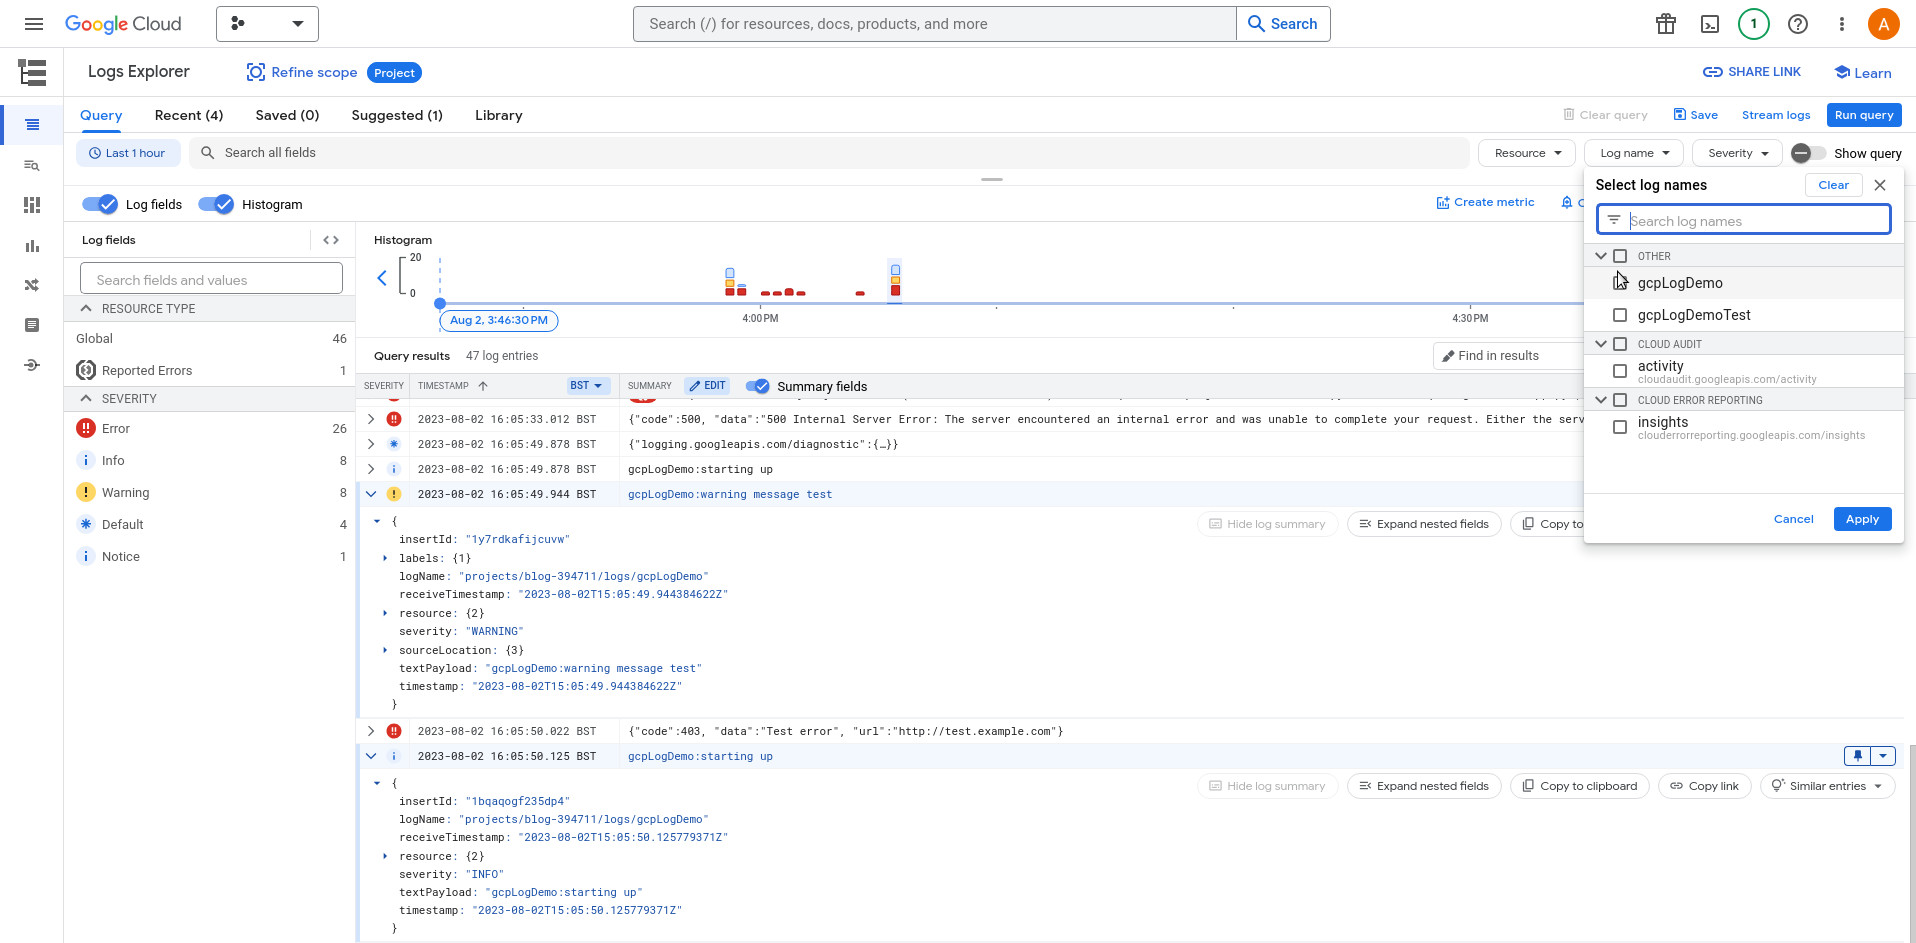 Google Cloud
Search (/) for resources, docs, products, and more
Search
1
A
Logs Explorer
Refine scope
Project
SHARE LINK
Learn
Query
Recent (4)
Saved (0)
Suggested (1)
Library
Clear query
Save
Stream logs
Run query
Last 1 hour
Search all fields
Resource
Log name
Severity
Show query
Log fields
Histogram
Create metric
Select log names
Clear
Search log names
OTHER
gcpLogDemo
gcpLogDemoTest
CLOUD AUDIT
activity
cloudaudit.googleapis.com/activity
CLOUD ERROR REPORTING
insights
clouderrorreporting.googleapis.com/insights
Cancel
Apply
Log fields
Search fields and values
RESOURCE TYPE
Global 46
Reported Errors 1
SEVERITY
Error 26
Info 8
Warning 8
Default 4
Notice 1
Histogram
20
0
Aug 2, 3:46:30 PM
4:00 PM
4:30 PM
Query results 47 log entries
Find in results
SEVERITY TIMESTAMP BST SUMMARY EDIT Summary fields
2023-08-02 16:05:33.012 BST {"code":500, "data":"500 Internal Server Error: The server encountered an internal error and was unable to complete your request. Either the serv
2023-08-02 16:05:49.878 BST {"logging.googleapis.com/diagnostic":{…}}
2023-08-02 16:05:49.878 BST gcpLogDemo:starting up
2023-08-02 16:05:49.944 BST gcpLogDemo:warning message test
Hide log summary
Expand nested fields
Copy to
{
insertId: "1y7rdkafijcuvw"
labels: {1}
logName: "projects/blog-394711/logs/gcpLogDemo"
receiveTimestamp: "2023-08-02T15:05:49.944384622Z"
resource: {2}
severity: "WARNING"
sourceLocation: {3}
textPayload: "gcpLogDemo:warning message test"
timestamp: "2023-08-02T15:05:49.944384622Z"
}
2023-08-02 16:05:50.022 BST {"code":403, "data":"Test error", "url":"http://test.example.com"}
2023-08-02 16:05:50.125 BST gcpLogDemo:starting up
Hide log summary
Expand nested fields
Copy to clipboard
Copy link
Similar entries
{
insertId: "1bqaqogf235dp4"
logName: "projects/blog-394711/logs/gcpLogDemo"
receiveTimestamp: "2023-08-02T15:05:50.125779371Z"
resource: {2}
severity: "INFO"
textPayload: "gcpLogDemo:starting up"
timestamp: "2023-08-02T15:05:50.125779371Z"
}